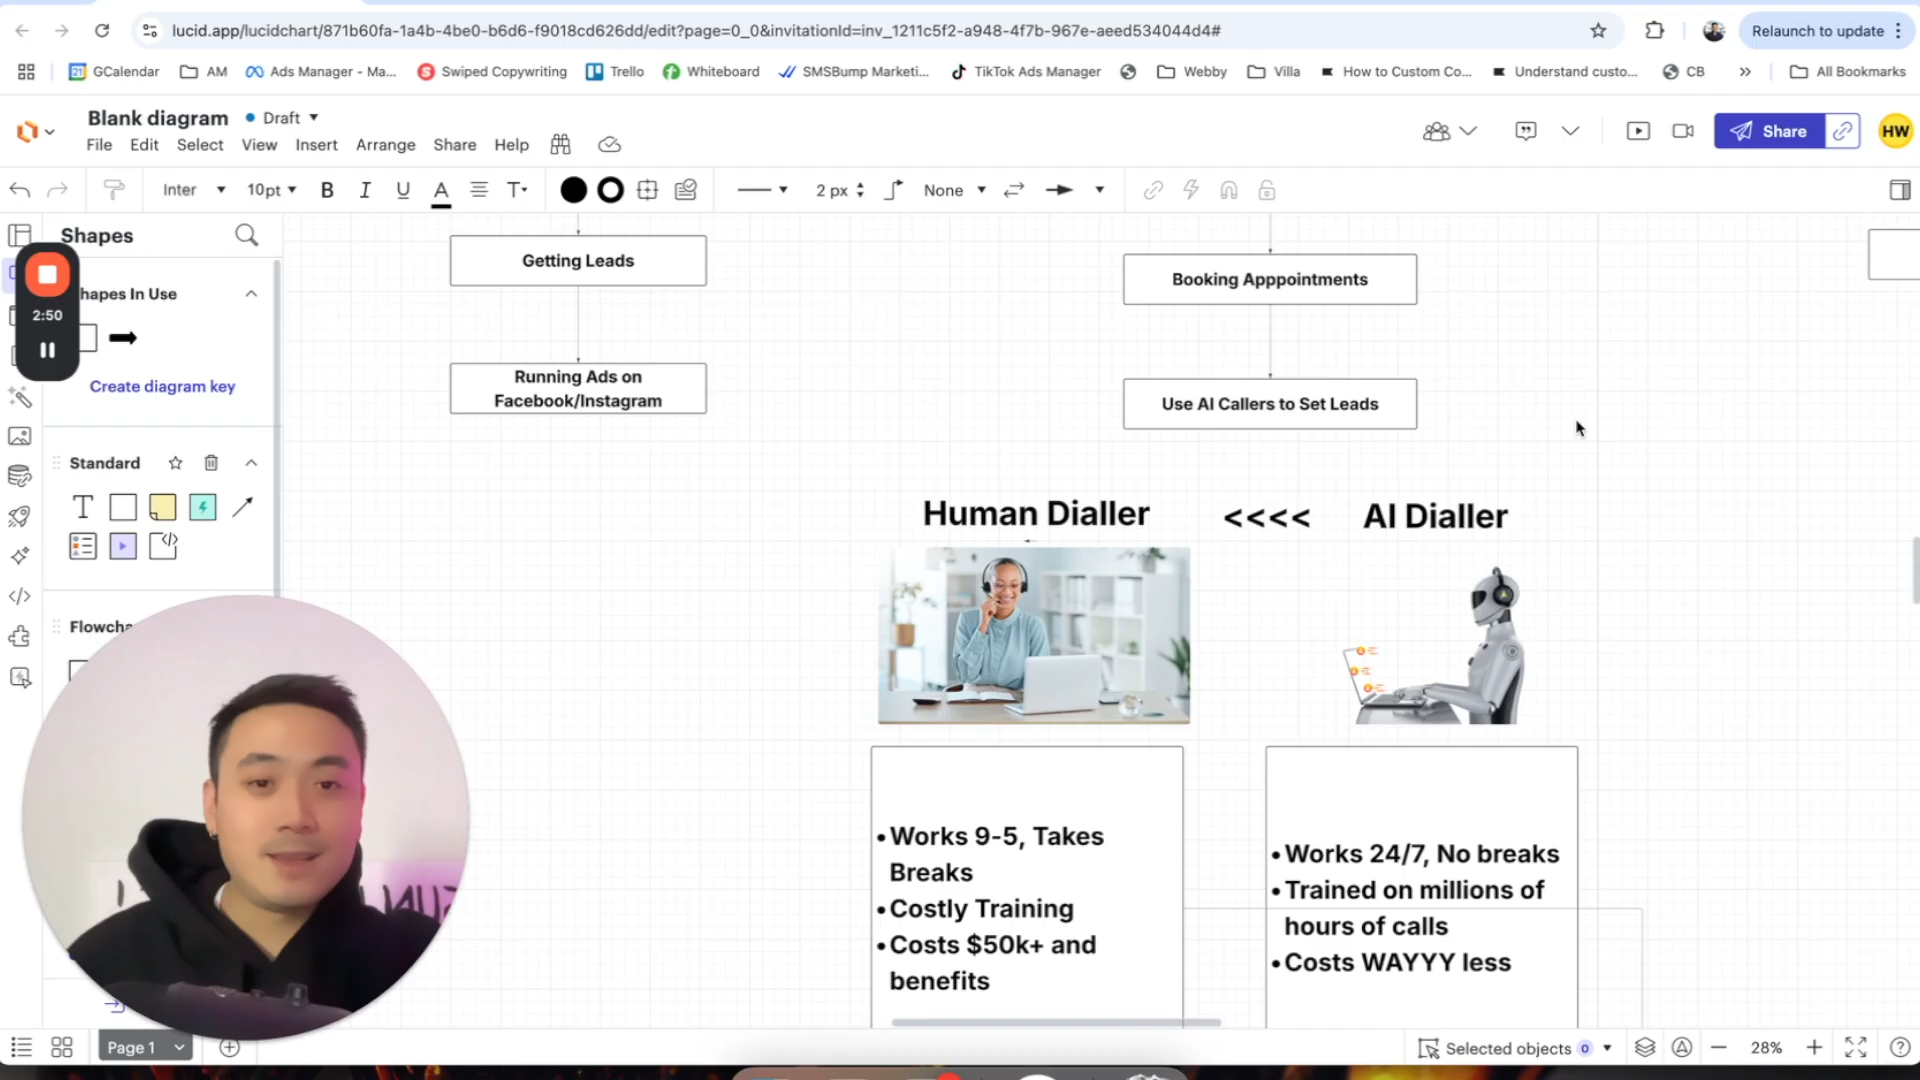 lucid.app/lucidchart/871b60fa-1a4b-4be0-b6d6-f9018cd626dd/edit?page=0_0&invitationId=inv_1211c5f2-a948-4f7b-967e-aeed534044d4#
Relaunch to update
GCalendar
AM
Ads Manager - Ma...
Swiped Copywriting
Trello
Whiteboard
SMSBump Marketi...
TikTok Ads Manager
Webby
Villa
How to Custom Co...
Understand custo...
CB
All Bookmarks
Blank diagram
Draft
File Edit Select View Insert Arrange Share Help
Share
HW
Inter
10pt
B I U A T
2 px
None
Shapes
Shapes In Use
2:50
Create diagram key
Standard
T
Flowcha
Getting Leads
Running Ads on
Facebook/Instagram
Booking Apppointments
Use AI Callers to Set Leads
Human Dialler
<<<<
AI Dialler
•Works 9-5, Takes
Breaks
•Costly Training
•Costs $50k+ and
benefits
•Works 24/7, No breaks
•Trained on millions of
hours of calls
•Costs WAYYY less
Page 1
Selected objects 0
28%